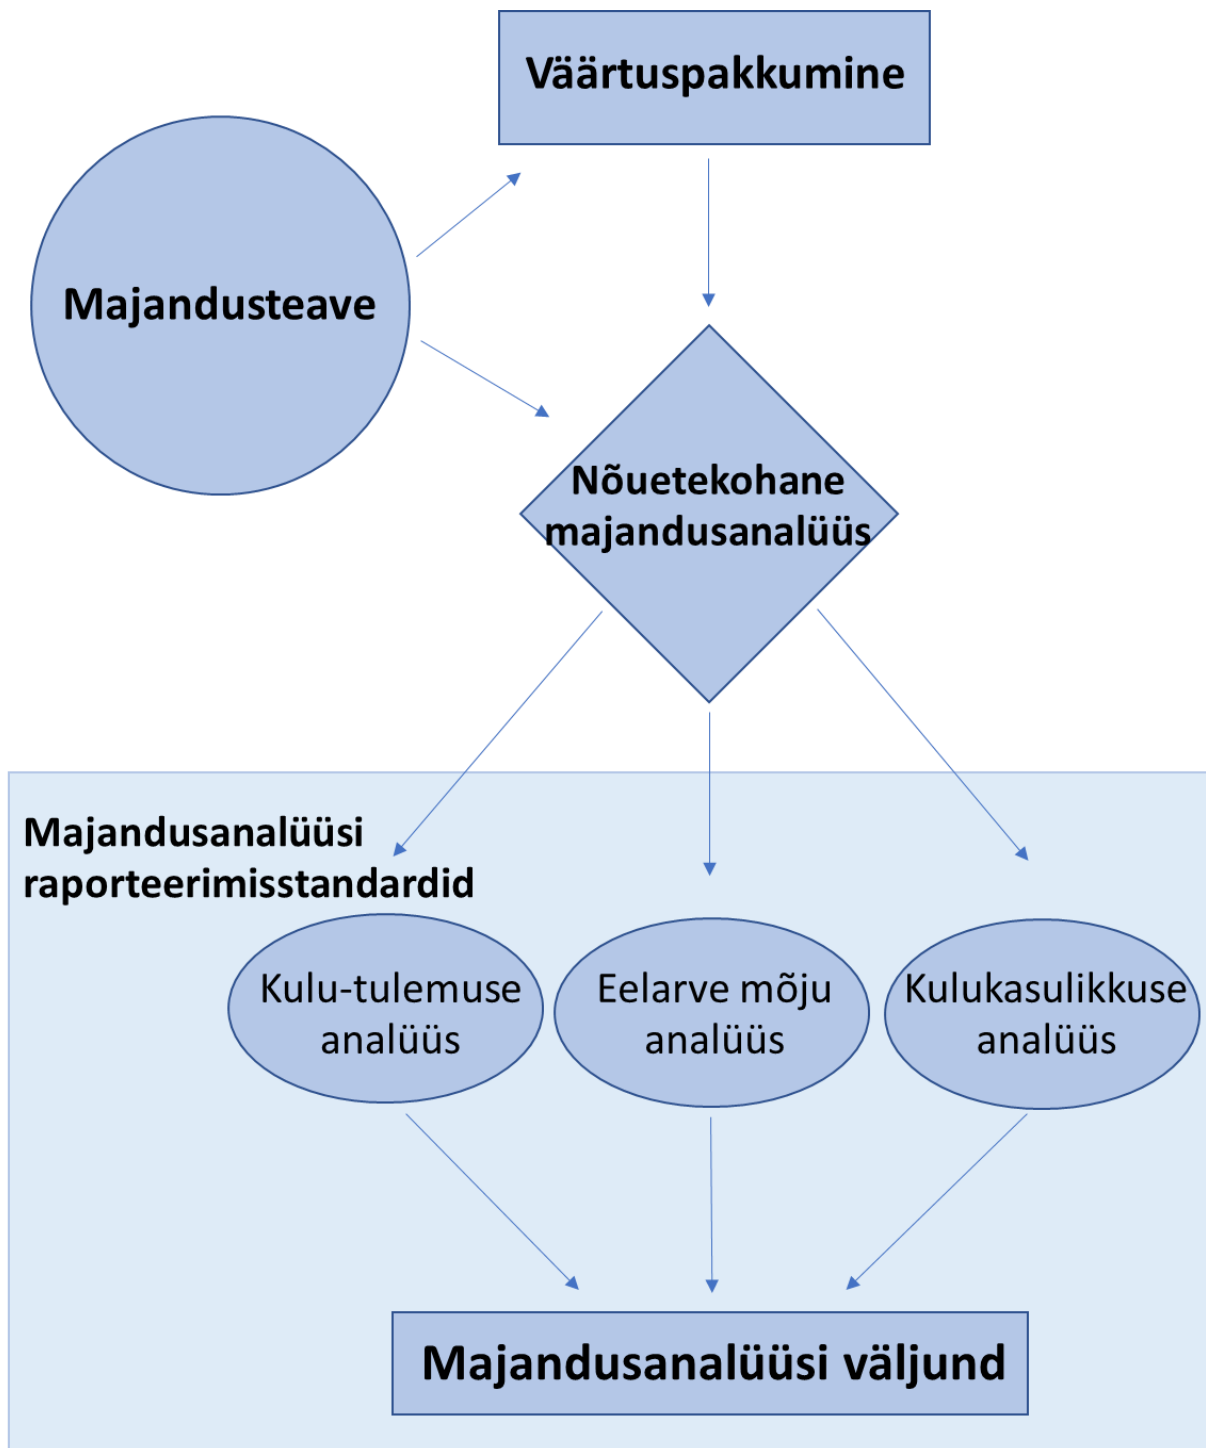 Väärtuspakkumine
Majandusteave
Nõuetekohane
majandusanalüüs
Majandusanalüüsi
raporteerimisstandardid
Kulu-tulemuse
analüüs
Eelarve mõju
analüüs
Kulukasulikkuse
analüüs
Majandusanalüüsi väljund